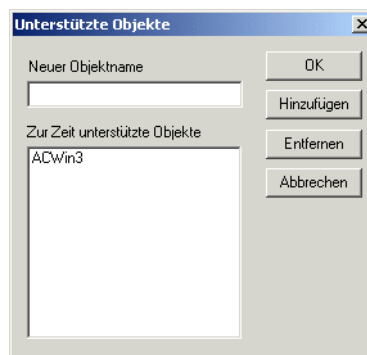 Unterstützte Objekte
Neuer Objektname
OK
Hinzufügen
Zur Zeit unterstützte Objekte
Entfernen
ACWin3
Abbrechen